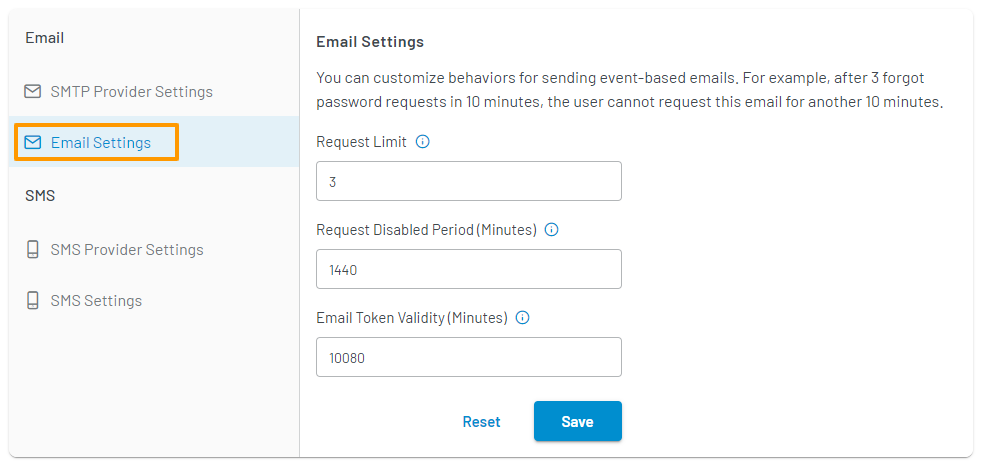 Email
SMTP Provider Settings
Email Settings
SMS
SMS Provider Settings
SMS Settings
Email Settings
You can customize behaviors for sending event-based emails. For example, after 3 forgot
password requests in 10 minutes, the user cannot request this email for another 10 minutes.
Request Limit
3
Request Disabled Period (Minutes)
1440
Email Token Validity (Minutes)
10080
Reset
Save